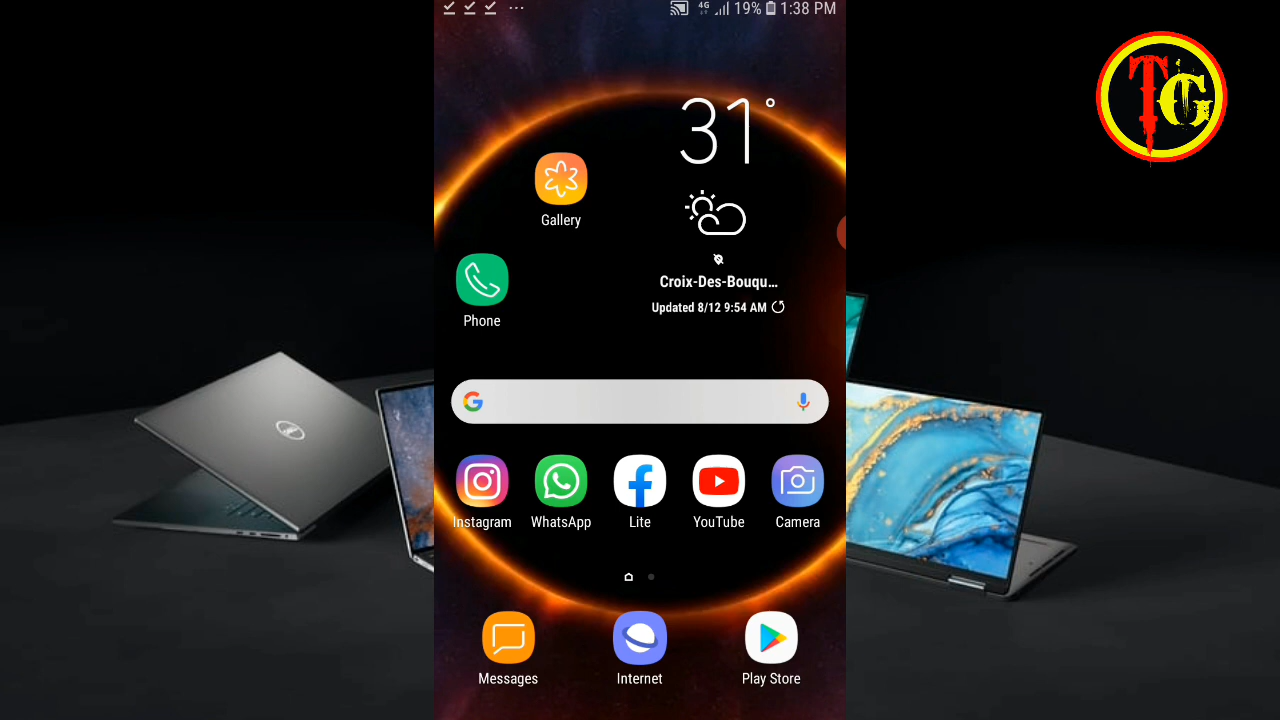 4G 19% 1:38 PM
TG
31°
Gallery
Croix-Des-Bouqu...
Updated 8/12 9:54 AM
Phone
G
Instagram WhatsApp Lite YouTube Camera
Messages Internet Play Store